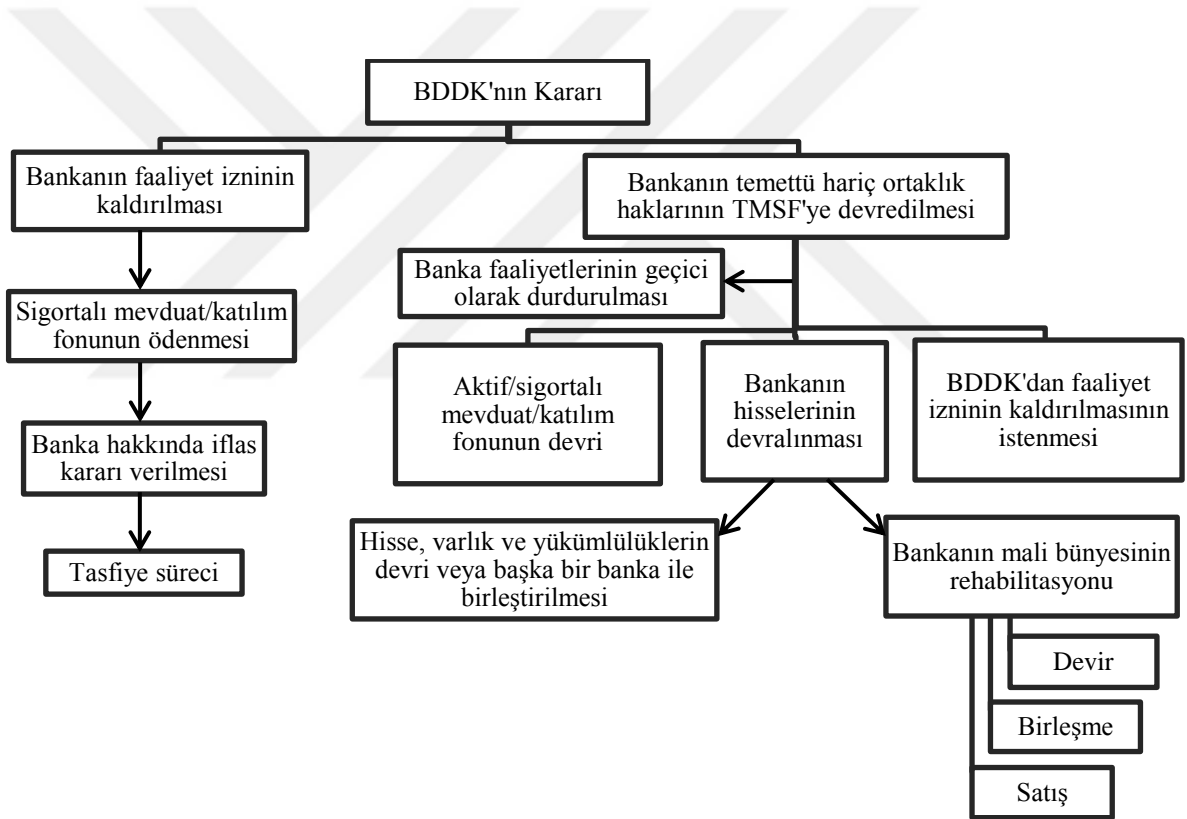 BDDK'nın Kararı
Bankanın faaliyet izninin
kaldırılması
Bankanın temettü hariç ortaklık
haklarının TMSF'ye devredilmesi
Banka faaliyetlerinin geçici
olarak durdurulması
Sigortalı mevduat/katılım
fonunun ödenmesi
Aktif/sigortalı
mevduat/katılım
fonunun devri
Bankanın
hisselerinin
devralınması
BDDK'dan faaliyet
izninin kaldırılmasının
istenmesi
Banka hakkında iflas
kararı verilmesi
Tasfiye süreci
Hisse, varlık ve yükümlülüklerin
devri veya başka bir banka ile
birleştirilmesi
Bankanın mali bünyesinin
rehabilitasyonu
Devir
Birleşme
Satış